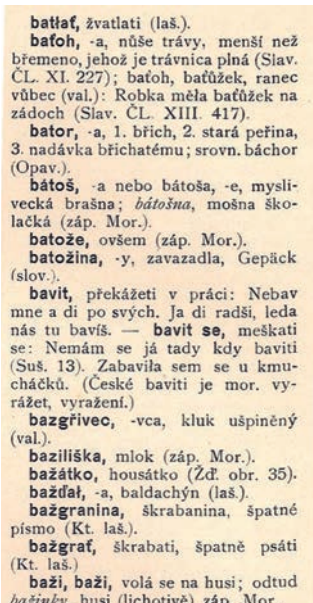 batlať, žvatlati (laš.).
baťoh, -a, nůše trávy, menší než
břemeno, jehož je trávnica plná (Slav.
ČL. XI. 227); baťoh, baťůžek, ranec
vůbec (val.): Robka měla baťůžek na
zádoch (Slav. ČL. XIII. 417).
bator, -a, 1. břich, 2. stará peřina,
3. nadávka břichatému; srovn. báchor
(Opav.).
bátoš, -a nebo bátoša, -e, mysli-
vecká brašna; bátošna, mošna ško-
lačká (záp. Mor.).
batože, ovšem (záp. Mor.).
batožina, -y, zavazadla, Gepäck
(slov.).
bavit, překážeti v práci: Nebav
mne a di po svých. Ja di radši, leda
nás tu bavíš. — bavit se, meškati
se: Nemám se já tady kdy baviti
(Suš. 13). Zabavila sem se u kmu-
cháčků. (České baviti je mor. vy-
rážet, vyražení.)
bazgřivec, -vca, kluk ušpiněný
(val.).
baziliška, mlok (záp. Mor.).
bažátko, housátko (Žď. obr. 35).
bažďał, -a, baldachýn (laš.).
bažgranina, škrabanina, špatné
písmo (Kt. laš.).
bažgrať, škrabati, špatně psáti
(Kt. laš.)
baži, baži, volá se na husi; odtud
bažinky, husi (lichotivě) záp. Mor.